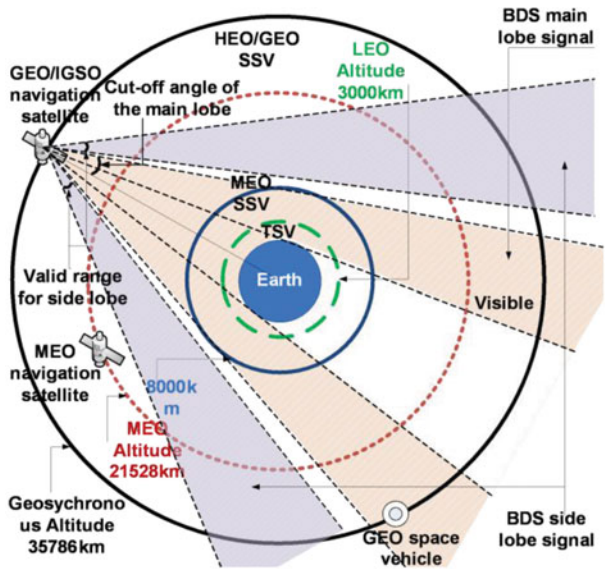 HEO/GEO
SSV
BDS main
lobe signal
LEO
Altitude
3000km
GEO/IGSO
navigation
satellite
Cut-off angle of
the main lobe
MEO
SSV
TSV
Earth
Valid range
for side lobe
Visible
MEO
navigation
satellite
8000k
m
MEO
Altitude
21528km
Geosychrono
us Altitude
35786km
GEO space
vehicle
BDS side
lobe signal